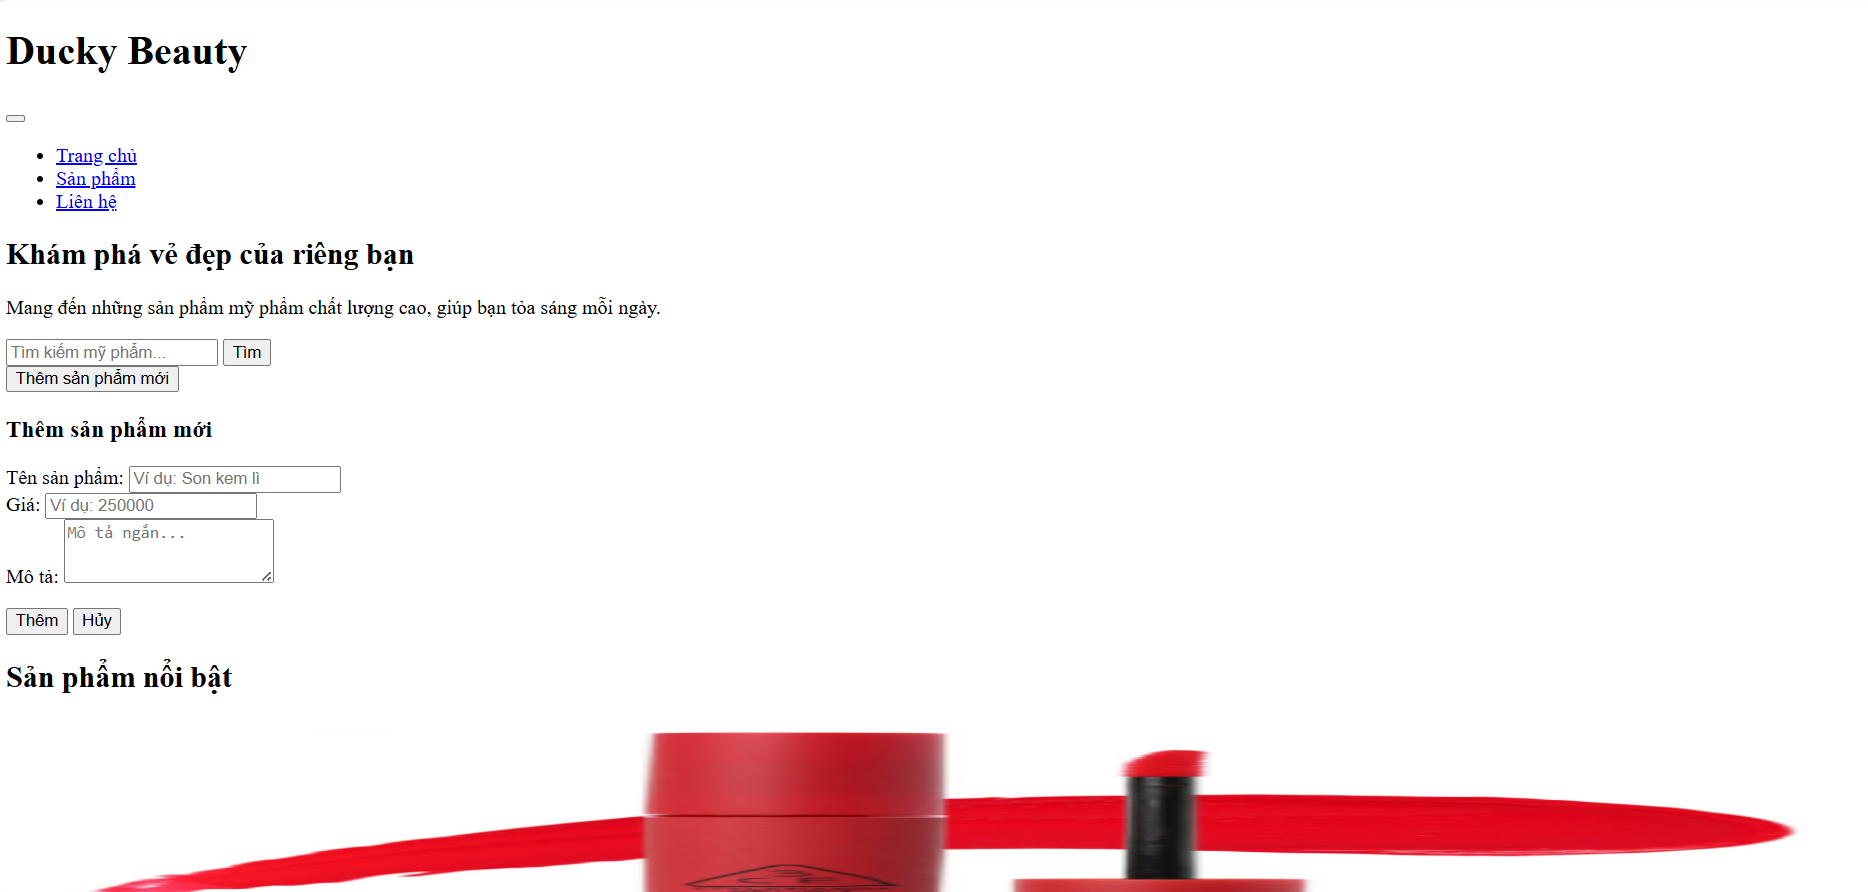 Ducky Beauty
Trang chủ
Sản phẩm
Liên hệ
Khám phá vẻ đẹp của riêng bạn
Mang đến những sản phẩm mỹ phẩm chất lượng cao, giúp bạn tỏa sáng mỗi ngày.
Tìm kiếm mỹ phẩm... Tìm
Thêm sản phẩm mới
Thêm sản phẩm mới
Tên sản phẩm: Ví dụ: Son kem lì
Giá: Ví dụ: 250000
Mô tả: Mô tả ngắn...
Thêm Hủy
Sản phẩm nổi bật